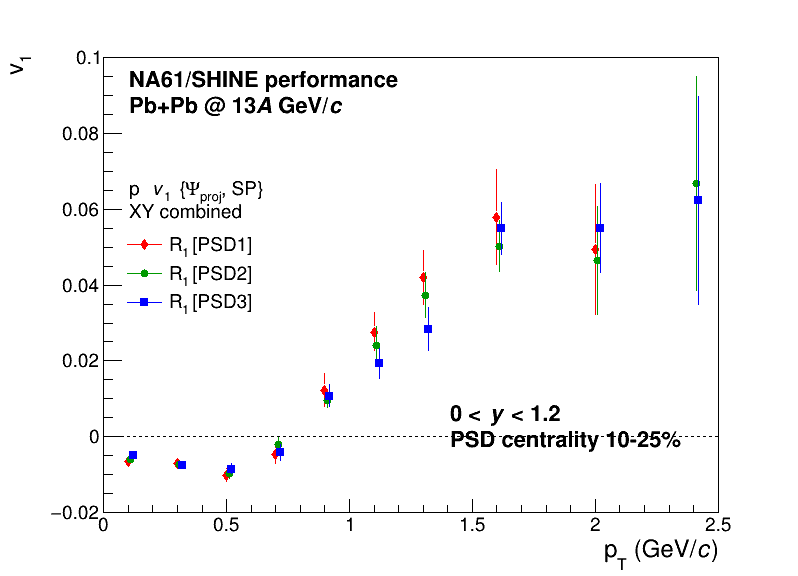 v1
NA61/SHINE performance
Pb+Pb @ 13A GeV/c
p v1 {Ψproj, SP}
XY combined
R1[PSD1]
R1[PSD2]
R1[PSD3]
0 < y < 1.2
PSD centrality 10-25%
0.1
0.08
0.06
0.04
0.02
0
−0.02
0 0.5 1 1.5 2 2.5
pT (GeV/c)